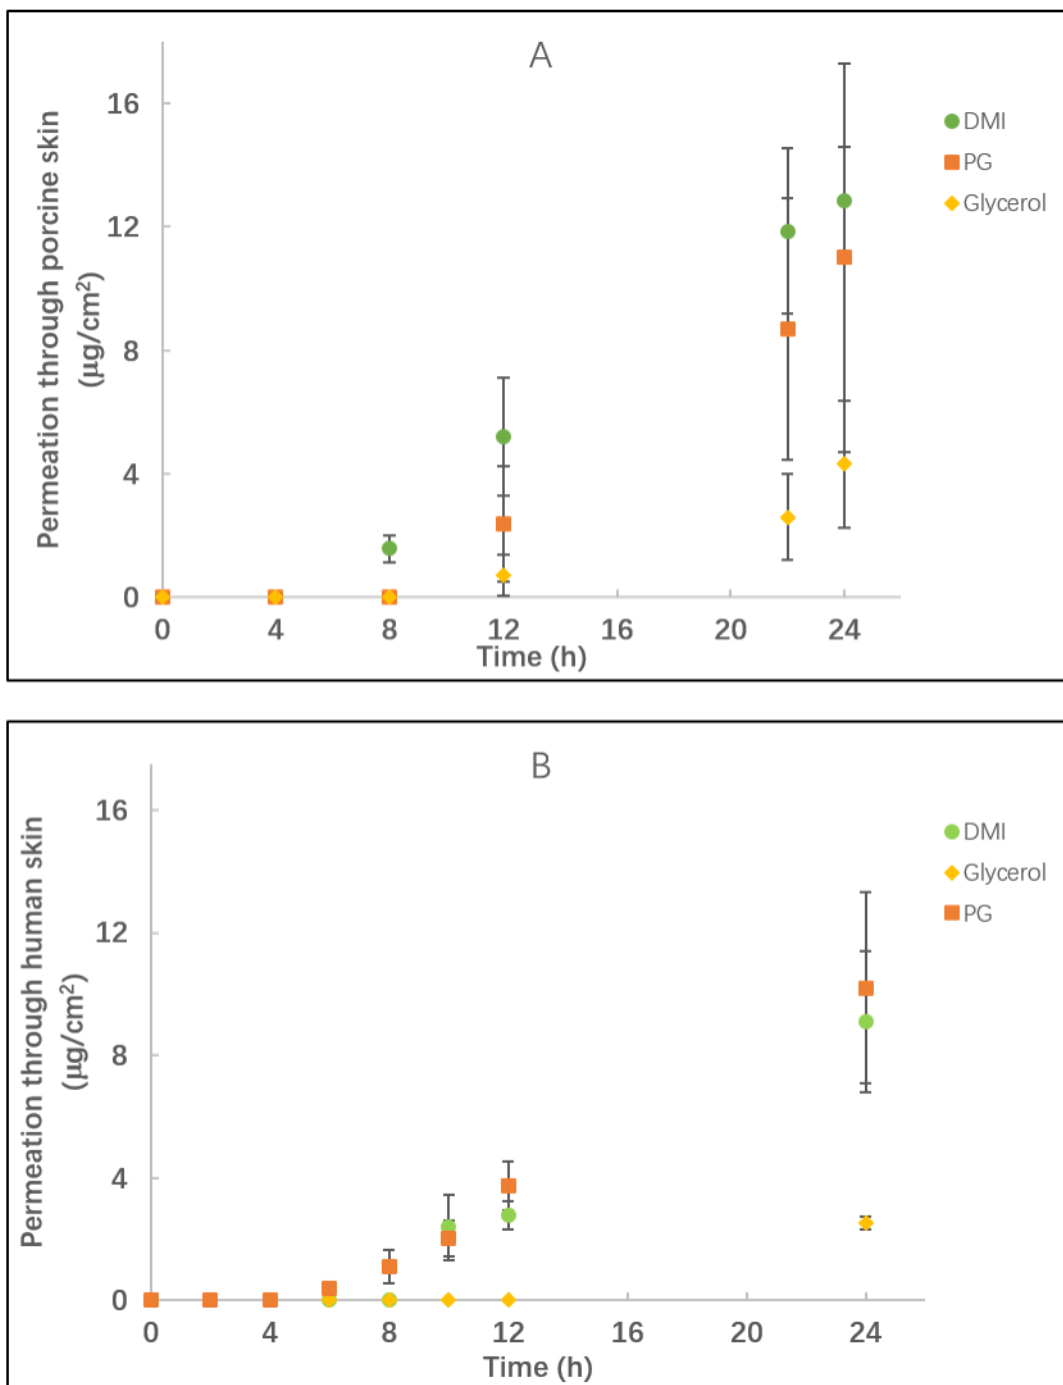 A
Permeation through porcine skin
(µg/cm²)
16
12
8
4
0
0 4 8 12 16 20 24
Time (h)
DMI
PG
Glycerol
B
Permeation through human skin
(µg/cm²)
16
12
8
4
0
0 4 8 12 16 20 24
Time (h)
DMI
Glycerol
PG